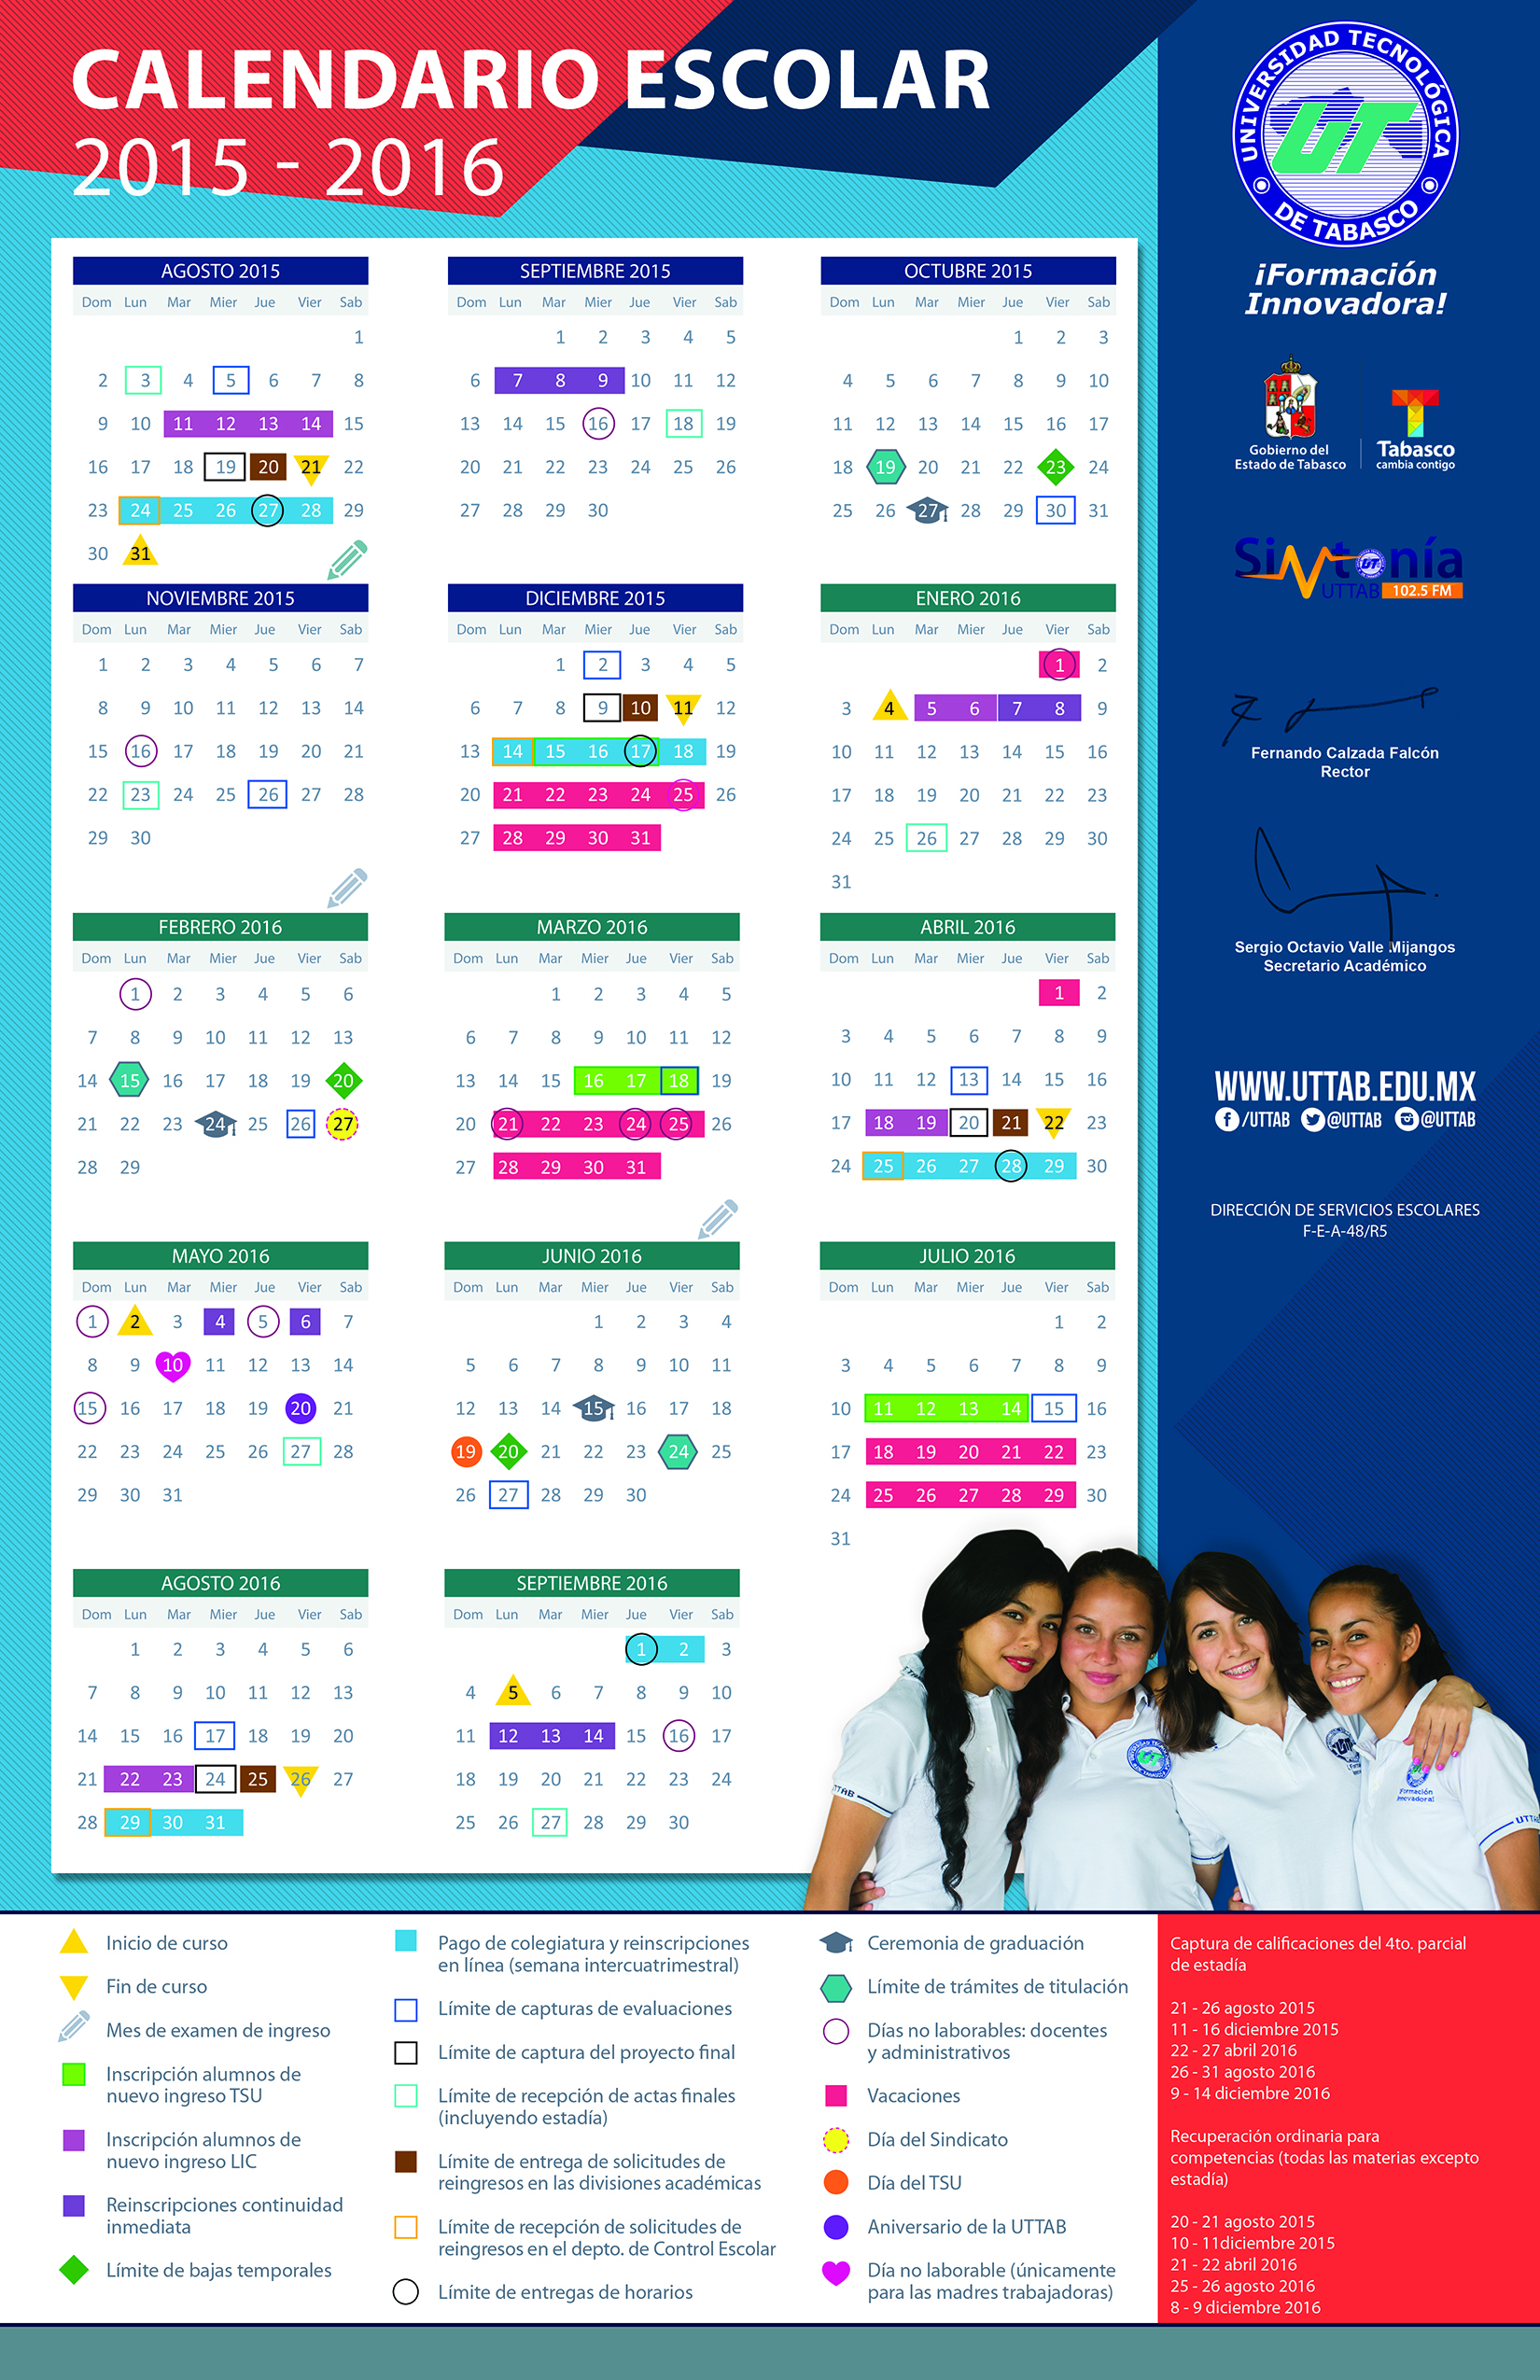 CALENDARIO ESCOLAR
2015 - 2016
UNIVERSIDAD TECNOLÓGICA
UT
DE TABASCO
¡Formación
Innovadora!
Gobierno del
Estado de Tabasco
Tabasco
cambia contigo
Sintonía
UTTAB 102.5 FM
Fernando Calzada Falcón
Rector
Sergio Octavio Valle Mijangos
Secretario Académico
WWW.UTTAB.EDU.MX
/UTTAB @UTTAB @UTTAB
DIRECCIÓN DE SERVICIOS ESCOLARES
F-E-A-48/R5
AGOSTO 2015
Dom Lun Mar Mier Jue Vier Sab
1
2 3 4 5 6 7 8
9 10 11 12 13 14 15
16 17 18 19 20 21 22
23 24 25 26 27 28 29
30 31
SEPTIEMBRE 2015
Dom Lun Mar Mier Jue Vier Sab
1 2 3 4 5
6 7 8 9 10 11 12
13 14 15 16 17 18 19
20 21 22 23 24 25 26
27 28 29 30
OCTUBRE 2015
Dom Lun Mar Mier Jue Vier Sab
1 2 3
4 5 6 7 8 9 10
11 12 13 14 15 16 17
18 19 20 21 22 23 24
25 26 27 28 29 30 31
NOVIEMBRE 2015
Dom Lun Mar Mier Jue Vier Sab
1 2 3 4 5 6 7
8 9 10 11 12 13 14
15 16 17 18 19 20 21
22 23 24 25 26 27 28
29 30
DICIEMBRE 2015
Dom Lun Mar Mier Jue Vier Sab
1 2 3 4 5
6 7 8 9 10 11 12
13 14 15 16 17 18 19
20 21 22 23 24 25 26
27 28 29 30 31
ENERO 2016
Dom Lun Mar Mier Jue Vier Sab
1 2
3 4 5 6 7 8 9
10 11 12 13 14 15 16
17 18 19 20 21 22 23
24 25 26 27 28 29 30
31
FEBRERO 2016
Dom Lun Mar Mier Jue Vier Sab
1 2 3 4 5 6
7 8 9 10 11 12 13
14 15 16 17 18 19 20
21 22 23 24 25 26 27
28 29
MARZO 2016
Dom Lun Mar Mier Jue Vier Sab
1 2 3 4 5
6 7 8 9 10 11 12
13 14 15 16 17 18 19
20 21 22 23 24 25 26
27 28 29 30 31
ABRIL 2016
Dom Lun Mar Mier Jue Vier Sab
1 2
3 4 5 6 7 8 9
10 11 12 13 14 15 16
17 18 19 20 21 22 23
24 25 26 27 28 29 30
MAYO 2016
Dom Lun Mar Mier Jue Vier Sab
1 2 3 4 5 6 7
8 9 10 11 12 13 14
15 16 17 18 19 20 21
22 23 24 25 26 27 28
29 30 31
JUNIO 2016
Dom Lun Mar Mier Jue Vier Sab
1 2 3 4
5 6 7 8 9 10 11
12 13 14 15 16 17 18
19 20 21 22 23 24 25
26 27 28 29 30
JULIO 2016
Dom Lun Mar Mier Jue Vier Sab
1 2
3 4 5 6 7 8 9
10 11 12 13 14 15 16
17 18 19 20 21 22 23
24 25 26 27 28 29 30
31
AGOSTO 2016
Dom Lun Mar Mier Jue Vier Sab
1 2 3 4 5 6
7 8 9 10 11 12 13
14 15 16 17 18 19 20
21 22 23 24 25 26 27
28 29 30 31
SEPTIEMBRE 2016
Dom Lun Mar Mier Jue Vier Sab
1 2 3
4 5 6 7 8 9 10
11 12 13 14 15 16 17
18 19 20 21 22 23 24
25 26 27 28 29 30
Inicio de curso
Fin de curso
Mes de examen de ingreso
Inscripción alumnos de
nuevo ingreso TSU
Inscripción alumnos de
nuevo ingreso LIC
Reinscripciones continuidad
inmediata
Límite de bajas temporales
Pago de colegiatura y reinscripciones
en línea (semana intercuatrimestral)
Límite de capturas de evaluaciones
Límite de captura del proyecto final
Límite de recepción de actas finales
(incluyendo estadía)
Límite de entrega de solicitudes de
reingresos en las divisiones académicas
Límite de recepción de solicitudes de
reingresos en el depto. de Control Escolar
Límite de entregas de horarios
Ceremonia de graduación
Límite de trámites de titulación
Días no laborables: docentes
y administrativos
Vacaciones
Día del Sindicato
Día del TSU
Aniversario de la UTTAB
Día no laborable (únicamente
para las madres trabajadoras)
Captura de calificaciones del 4to. parcial
de estadía
21 - 26 agosto 2015
11 - 16 diciembre 2015
22 - 27 abril 2016
26 - 31 agosto 2016
9 - 14 diciembre 2016
Recuperación ordinaria para
competencias (todas las materias excepto
estadía)
20 - 21 agosto 2015
10 - 11diciembre 2015
21 - 22 abril 2016
25 - 26 agosto 2016
8 - 9 diciembre 2016